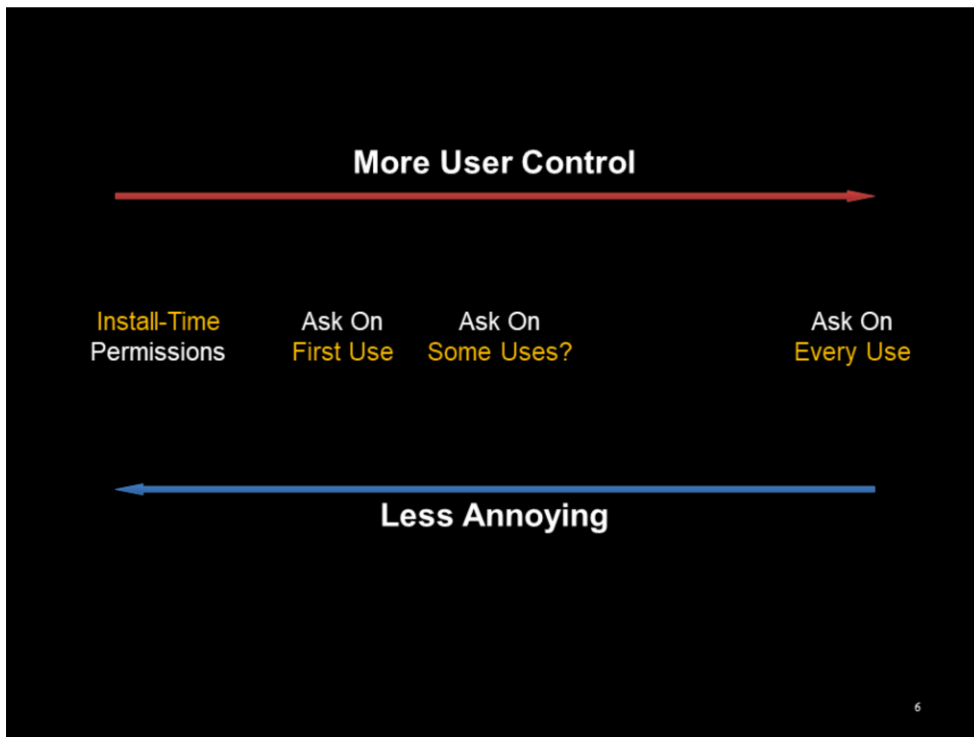 More User Control
Install-Time
Permissions
Ask On
First Use
Ask On
Some Uses?
Ask On
Every Use
Less Annoying
6